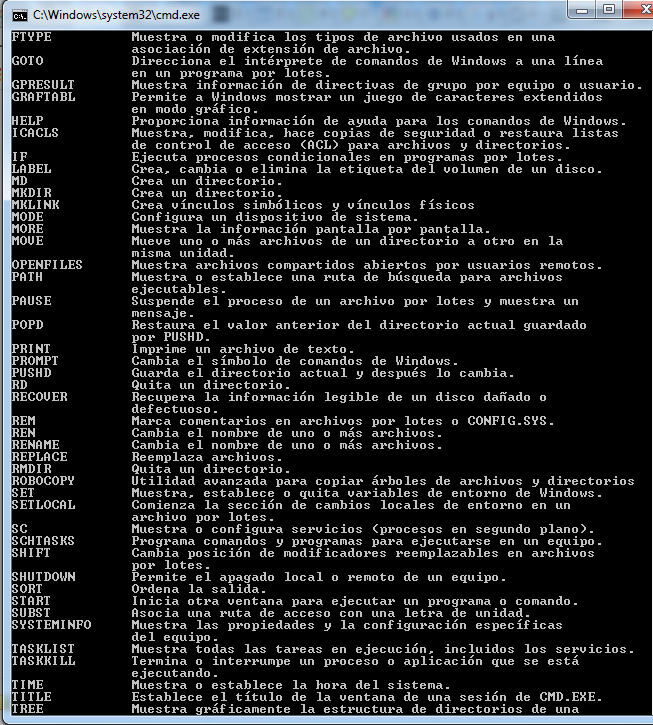 C:\Windows\system32\cmd.exe
FTYPE Muestra o modifica los tipos de archivo usados en una
asociación de extensión de archivo.
GOTO Direcciona el intérprete de comandos de Windows a una línea
en un programa por lotes.
GPRESULT Muestra información de directivas de grupo por equipo o usuario.
GRAFTABL Permite a Windows mostrar un juego de caracteres extendidos
en modo gráfico.
HELP Proporciona información de ayuda para los comandos de Windows.
ICACLS Muestra, modifica, hace copias de seguridad o restaura listas
de control de acceso (ACL) para archivos y directorios.
IF Ejecuta procesos condicionales en programas por lotes.
LABEL Crea, cambia o elimina la etiqueta del volumen de un disco.
MD Crea un directorio.
MKDIR Crea un directorio.
MKLINK Crea vínculos simbólicos y vínculos físicos
MODE Configura un dispositivo de sistema.
MORE Muestra la información pantalla por pantalla.
MOVE Mueve uno o más archivos de un directorio a otro en la
misma unidad.
OPENFILES Muestra archivos compartidos abiertos por usuarios remotos.
PATH Muestra o establece una ruta de búsqueda para archivos
ejecutables.
PAUSE Suspende el proceso de un archivo por lotes y muestra un
mensaje.
POPD Restaura el valor anterior del directorio actual guardado
por PUSHD.
PRINT Imprime un archivo de texto.
PROMPT Cambia el símbolo de comandos de Windows.
PUSHD Guarda el directorio actual y después lo cambia.
RD Quita un directorio.
RECOVER Recupera la información legible de un disco dañado o
defectuoso.
REM Marca comentarios en archivos por lotes o CONFIG.SYS.
REN Cambia el nombre de uno o más archivos.
RENAME Cambia el nombre de uno o más archivos.
REPLACE Reemplaza archivos.
RMDIR Quita un directorio.
ROBOCOPY Utilidad avanzada para copiar árboles de archivos y directorios
SET Muestra, establece o quita variables de entorno de Windows.
SETLOCAL Comienza la sección de cambios locales de entorno en un
archivo por lotes.
SC Muestra o configura servicios (procesos en segundo plano).
SCHTASKS Programa comandos y programas para ejecutarse en un equipo.
SHIFT Cambia posición de modificadores reemplazables en archivos
por lotes.
SHUTDOWN Permite el apagado local o remoto de un equipo.
SORT Ordena la salida.
START Inicia otra ventana para ejecutar un programa o comando.
SUBST Asocia una ruta de acceso con una letra de unidad.
SYSTEMINFO Muestra las propiedades y la configuración específicas
del equipo.
TASKLIST Muestra todas las tareas en ejecución, incluidos los servicios.
TASKKILL Termina o interrumpe un proceso o aplicación que se está
ejecutando.
TIME Muestra o establece la hora del sistema.
TITLE Establece el título de la ventana de una sesión de CMD.EXE.
TREE Muestra gráficamente la estructura de directorios de una